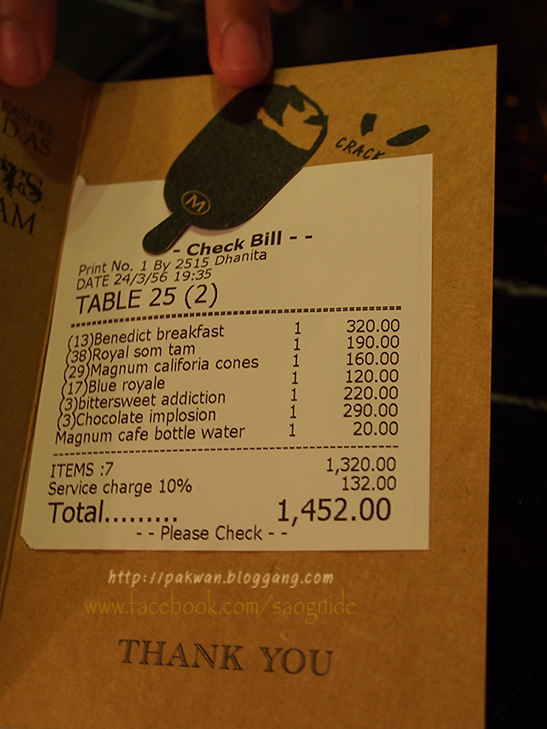 D AS
AM
CRACK
M
- Check Bill - -
Print No. 1 By 2515 Dhanita
DATE 24/3/56 19:35
TABLE 25 (2)
(13)Benedict breakfast 1 320.00
(38)Royal som tam 1 190.00
(29)Magnum califoria cones 1 160.00
(17)Blue royale 1 120.00
(3)bittersweet addiction 1 220.00
(3)Chocolate implosion 1 290.00
Magnum cafe bottle water 1 20.00
ITEMS :7 1,320.00
Service charge 10% 132.00
Total......... 1,452.00
- - Please Check - -
http://pakwan.bloggang.com
www.facebook.com/saoguide
THANK YOU